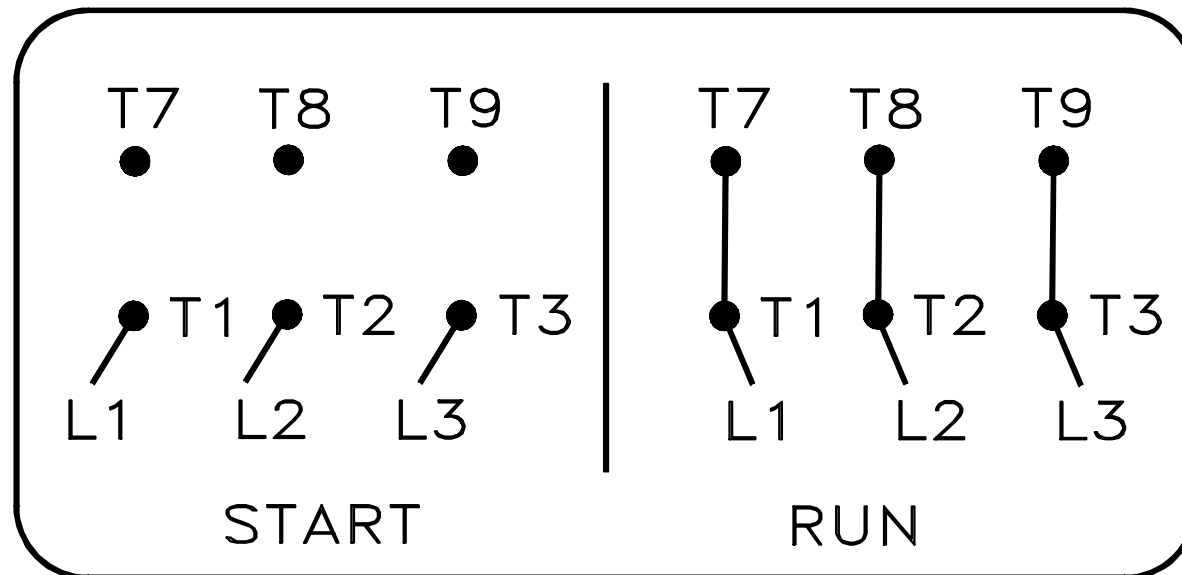 T7 T8 T9
T1 T2 T3
L1 L2 L3
START
T7 T8 T9
T1 T2 T3
L1 L2 L3
RUN